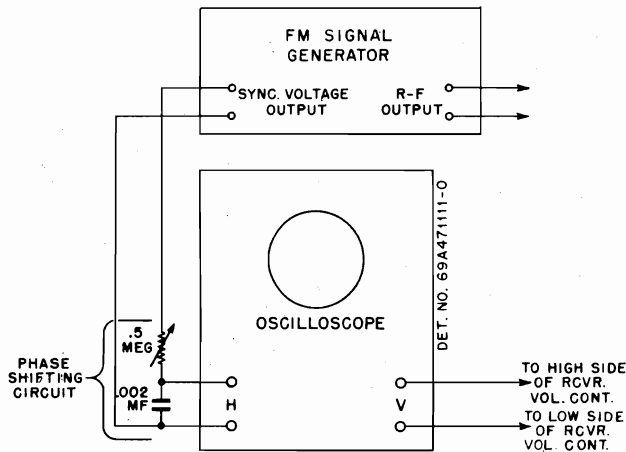 FM SIGNAL
GENERATOR
SYNC. VOLTAGE
OUTPUT
R-F
OUTPUT
DET. NO. 69A471111-O
OSCILLOSCOPE
.5
MEG
PHASE
SHIFTING
CIRCUIT
.002
MF
H
V
TO HIGH SIDE
OF RCVR.
VOL. CONT.
TO LOW SIDE
OF RCVR.
VOL. CONT.